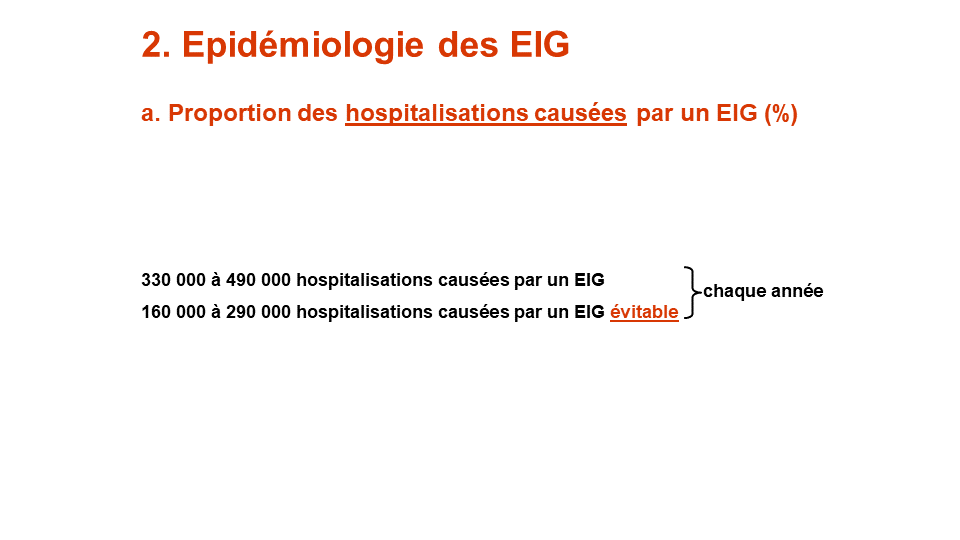 2. Epidémiologie des EIG
a. Proportion des hospitalisations causées par un EIG (%)
330 000 à 490 000 hospitalisations causées par un EIG
160 000 à 290 000 hospitalisations causées par un EIG évitable
chaque année